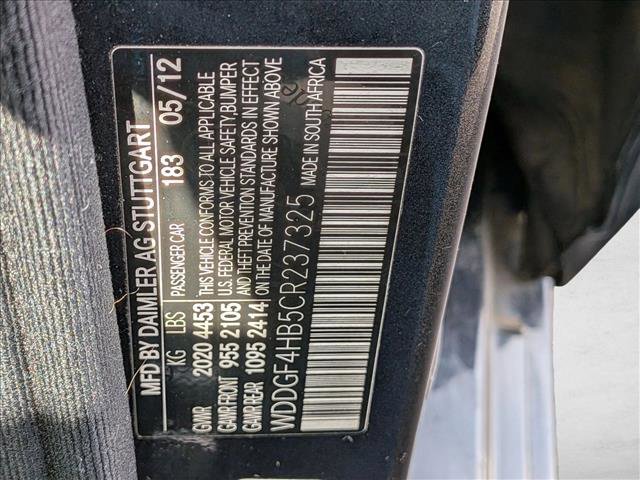 MFD BY DAIMLER AG STUTTGART
KG LBS 183 05/12
PASSENGER CAR
GVWR 2020 4453 THIS VEHICLE CONFORMS TO ALL APPLICABLE
GAWR FRONT 955 2105 U.S. FEDERAL MOTOR VEHICLE SAFETY, BUMPER
GAWR REAR 1095 2414 AND THEFT PREVENTION STANDARDS IN EFFECT
ON THE DATE OF MANUFACTURE SHOWN ABOVE
WDDGF4HB5CR237325 MADE IN SOUTH AFRICA